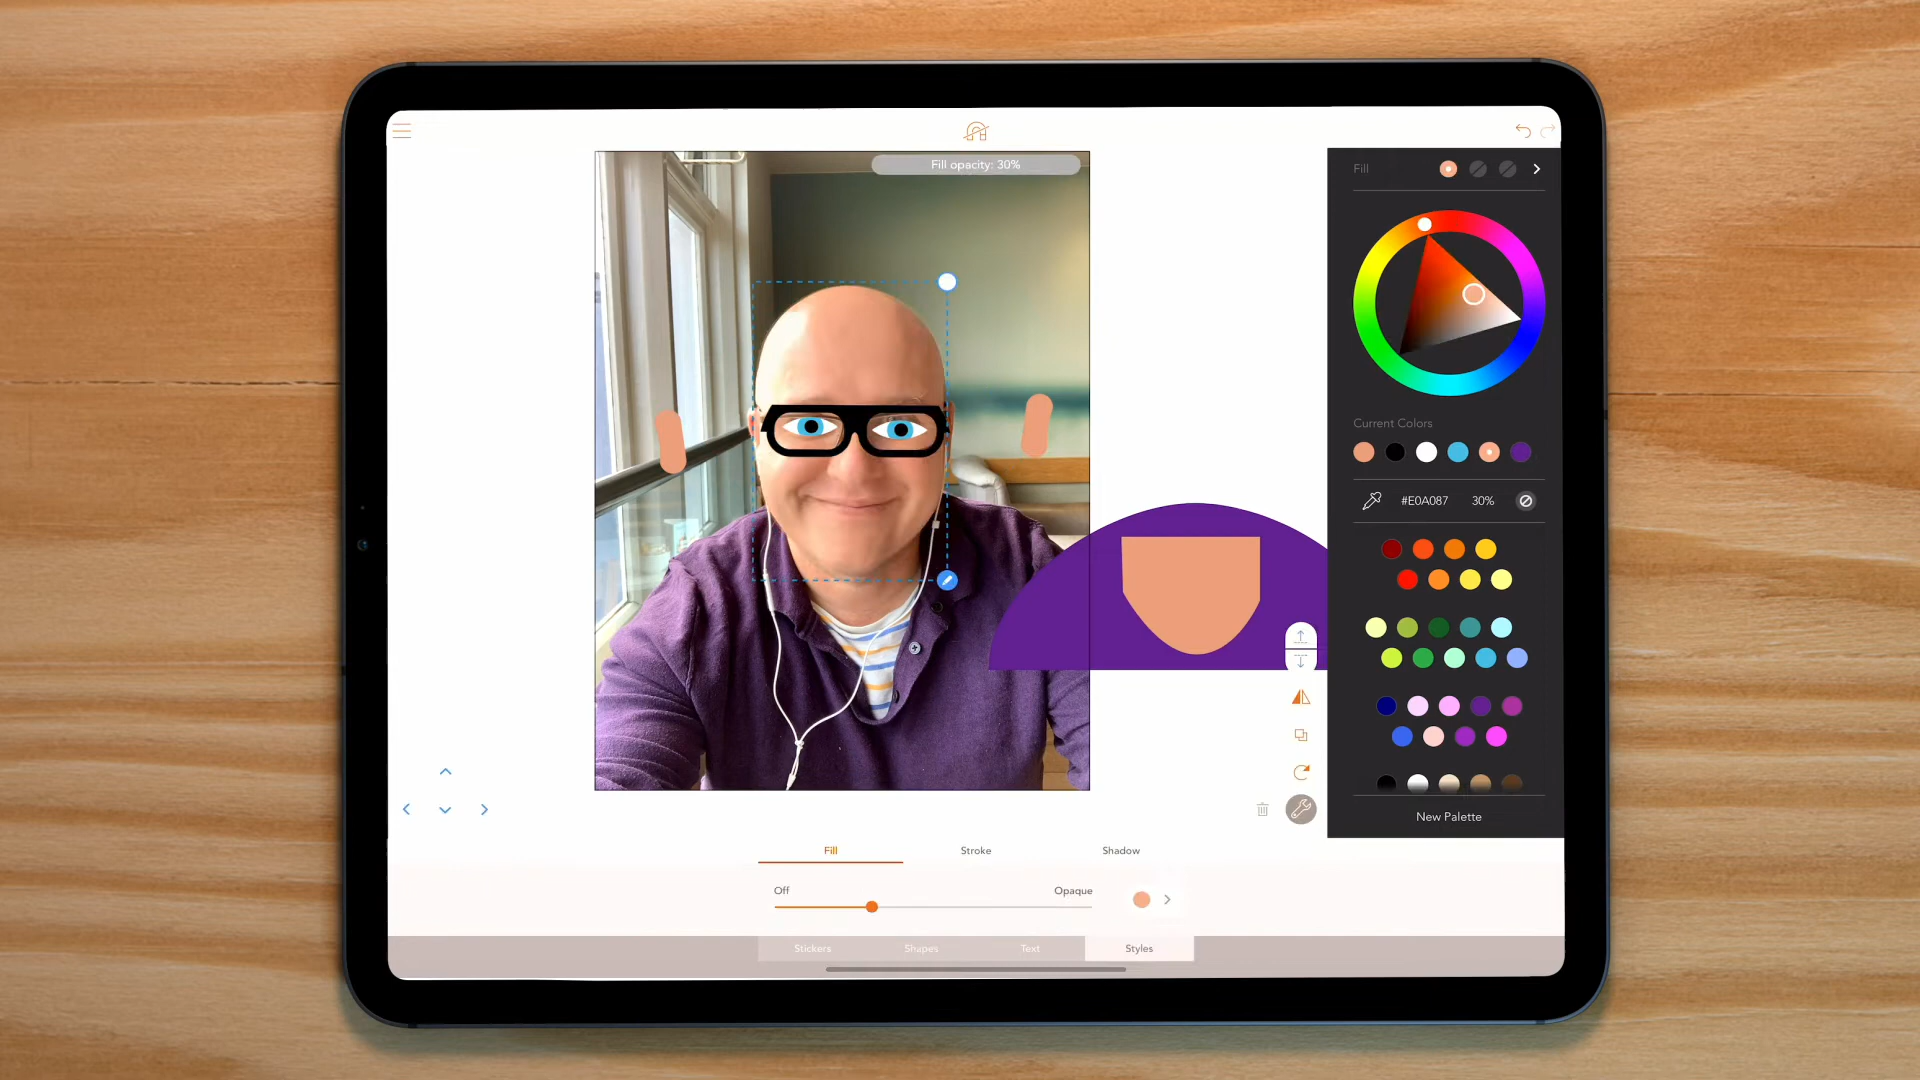 Fill opacity: 30%
Fill
Current Colors
#E0A087 30%
New Palette
Fill Stroke Shadow
Off Opaque
Stickers Shapes Text Styles